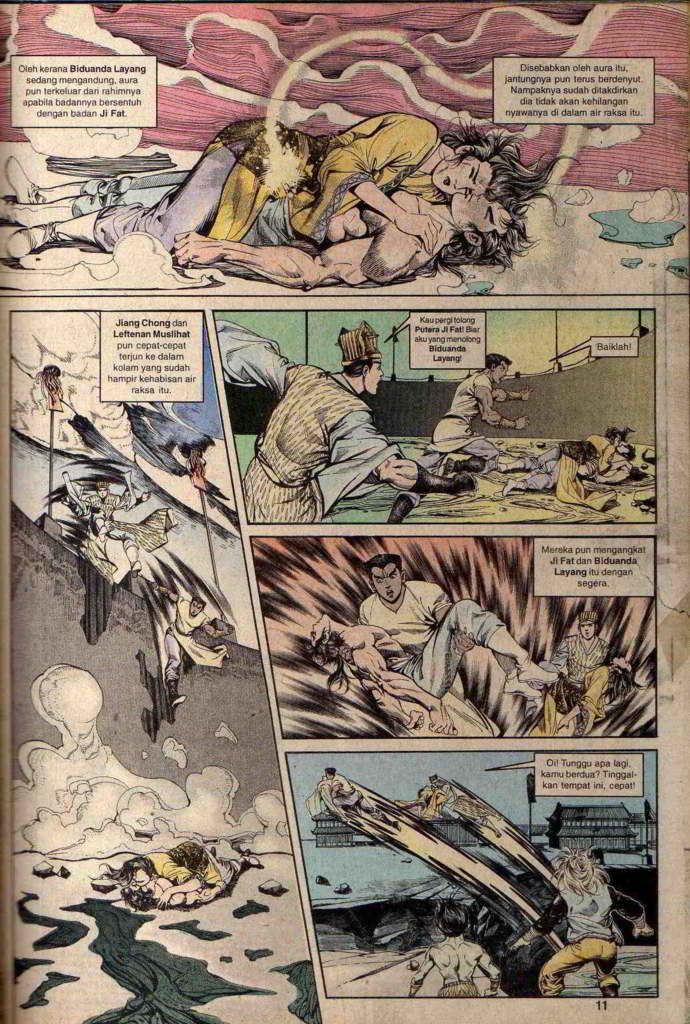 Oleh kerana Biduanda Layang
sedang mengandung, aura
pun terkeluar dari rahimnya
apabila badannya bersentuh
dengan badan Ji Fat.
Disebabkan oleh aura itu,
jantungnya pun terus berdenyut.
Nampaknya sudah ditakdirkan
dia tidak akan kehilangan
nyawanya di dalam air raksa itu.
Jiang Chong dan
Leftenan Muslihat
pun cepat-cepat
terjun ke dalam
kolam yang sudah
hampir kehabisan air
raksa itu.
Kau pergi tolong
Putera Ji Fat! Biar
aku yang menolong
Biduanda
Layang!
Baiklah!
Mereka pun mengangkat
Ji Fat dan Biduanda
Layang itu dengan
segera.
Oi! Tunggu apa lagi,
kamu berdua? Tinggal-
kan tempat ini, cepat!
11